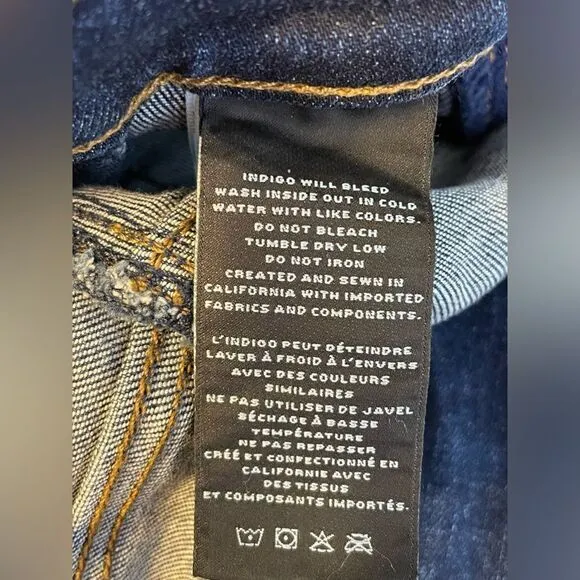 INDIGO WILL BLEED
WASH INSIDE OUT IN COLD
WATER WITH LIKE COLORS.
DO NOT BLEACH
TUMBLE DRY LOW
DO NOT IRON
CREATED AND SEWN IN
CALIFORNIA WITH IMPORTED
FABRICS AND COMPONENTS.
L'INDIGO PEUT DÉTEINDRE
LAVER À FROID À L'ENVERS
AVEC DES COULEURS
SIMILAIRES
NE PAS UTILISER DE JAVEL
SÉCHAGE À BASSE
TEMPÉRATURE
NE PAS REPASSER
CRÉÉ ET CONFECTIONNÉ EN
CALIFORNIE AVEC
DES TISSUS
ET COMPOSANTS IMPORTÉS.